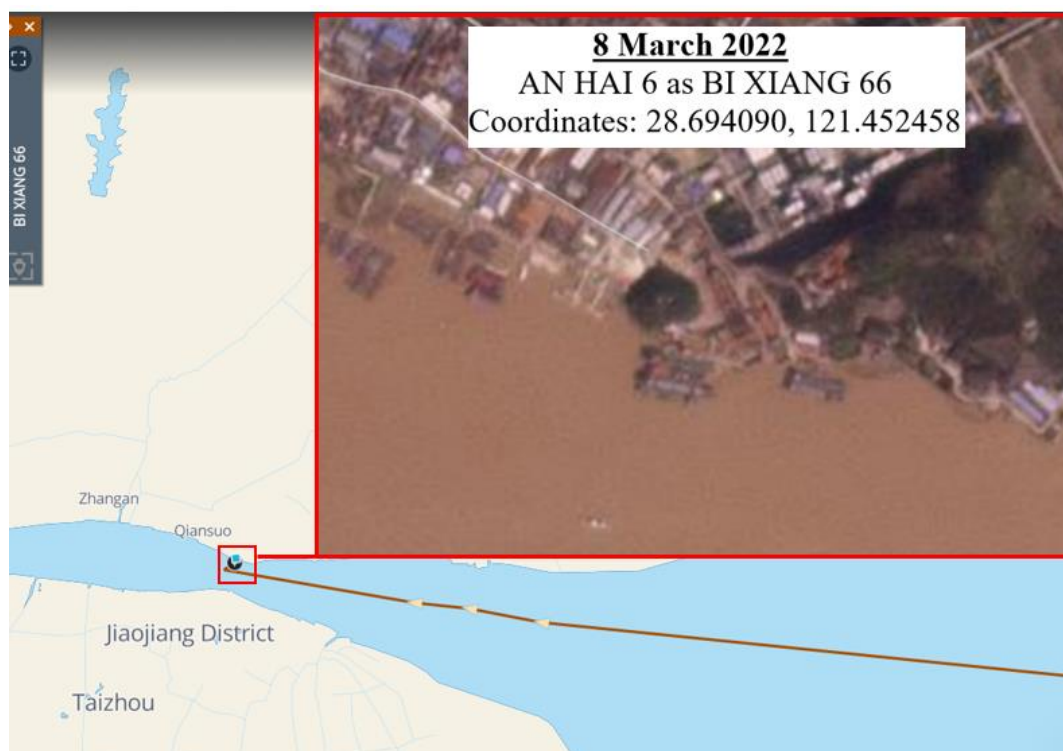 BI XIANG 66
8 March 2022
AN HAI 6 as BI XIANG 66
Coordinates: 28.694090, 121.452458
Zhangan
Qiansuo
Jiaojiang District
Taizhou